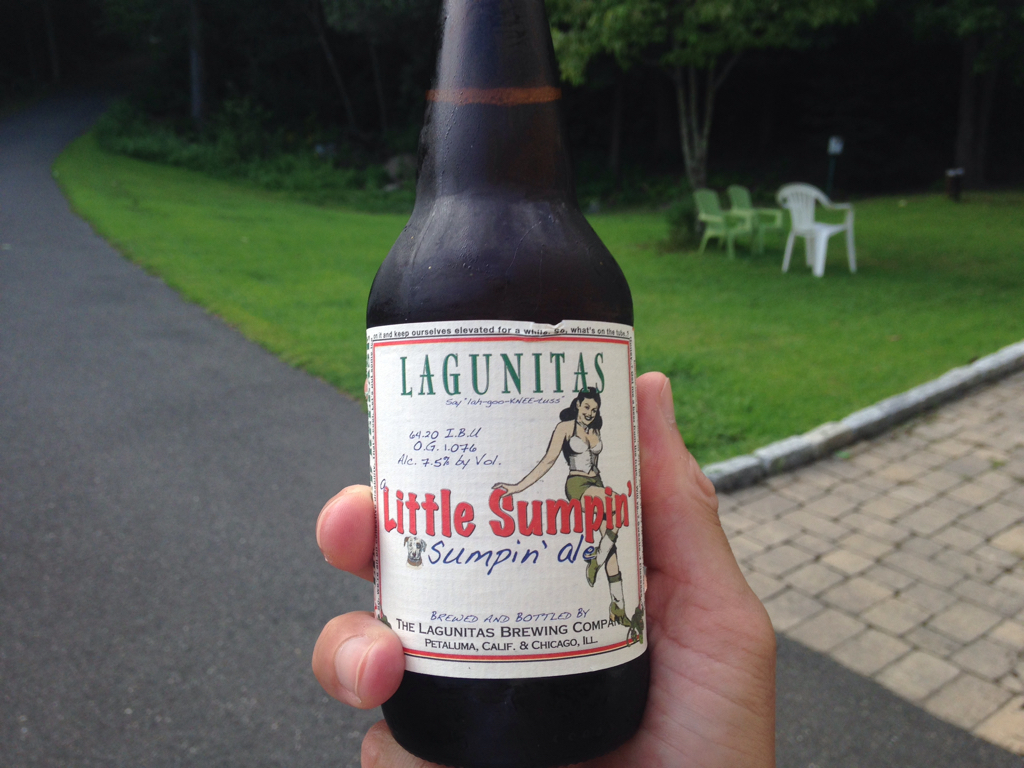 on it and keep ourselves elevated for a while. So, what's on the tube..?
LAGUNITAS
Say "lah-goo-KNEE-tuss"
64.20 I.B.U
O.G. 1.076
Alc. 7.5% by Vol.
a
Little Sumpin'
Sumpin' ale
BREWED AND BOTTLED BY
THE LAGUNITAS BREWING COMPANY
PETALUMA, CALIF. & CHICAGO, ILL.